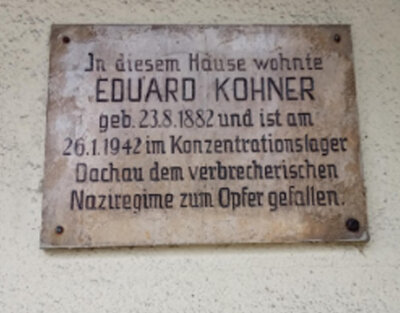 In diesem Hause wohnte
EDUARD KOHNER
geb. 23.8.1882 und ist am
26.1.1942 im Konzentrationslager
Dachau dem verbrecherischen
Naziregime zum Opfer gefallen.